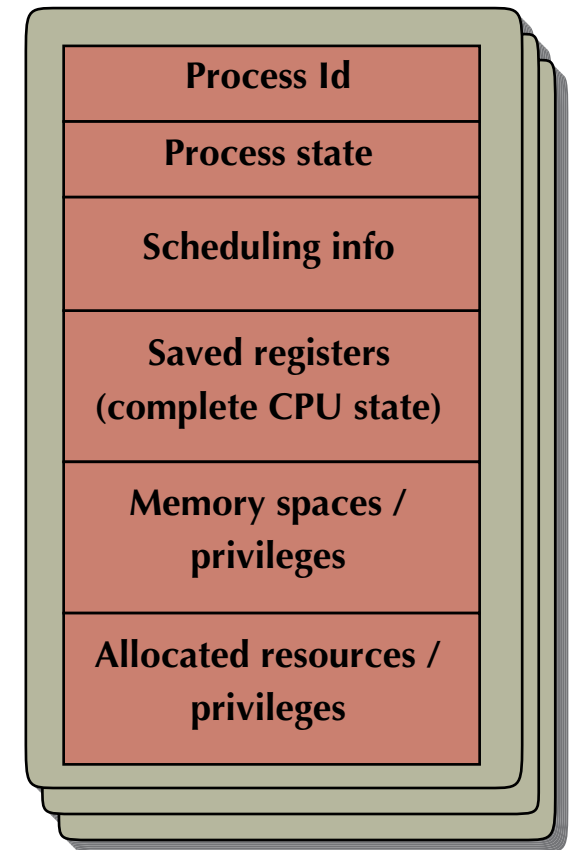 Process Id
Process state
Scheduling info
Saved registers
(complete CPU state)
Memory spaces /
privileges
Allocated resources /
privileges